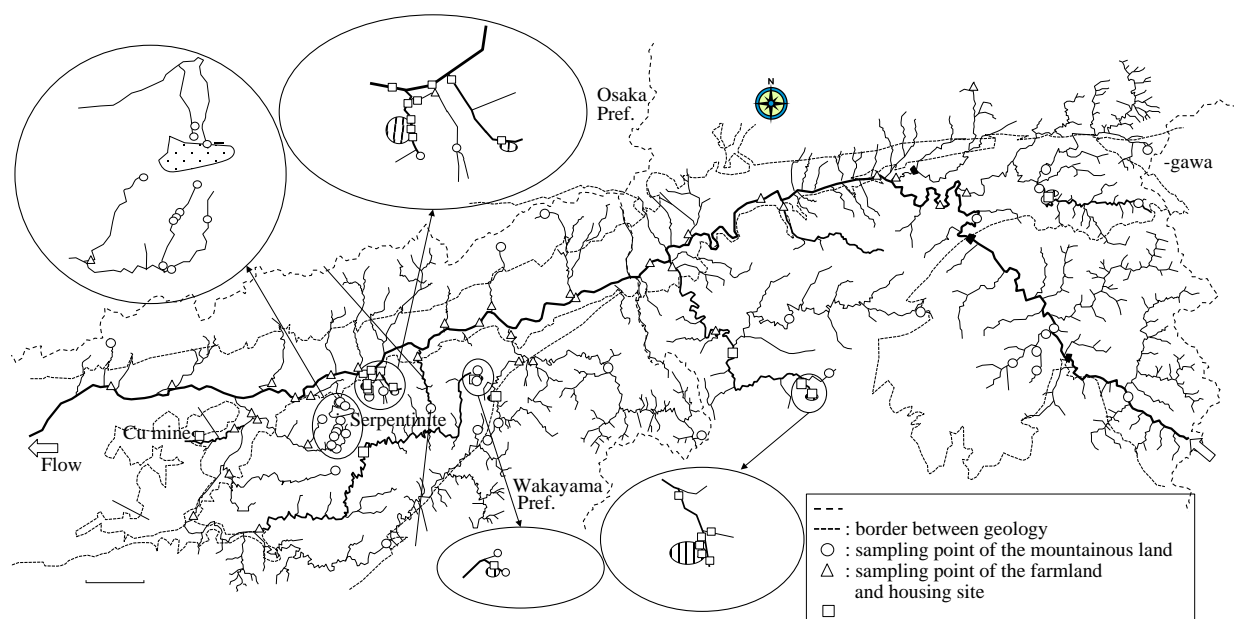 N
Osaka
Pref.
-gawa
Serpentinite
Cu mine
Flow
Wakayama
Pref.
: border between geology
: sampling point of the mountainous land
: sampling point of the farmland
and housing site